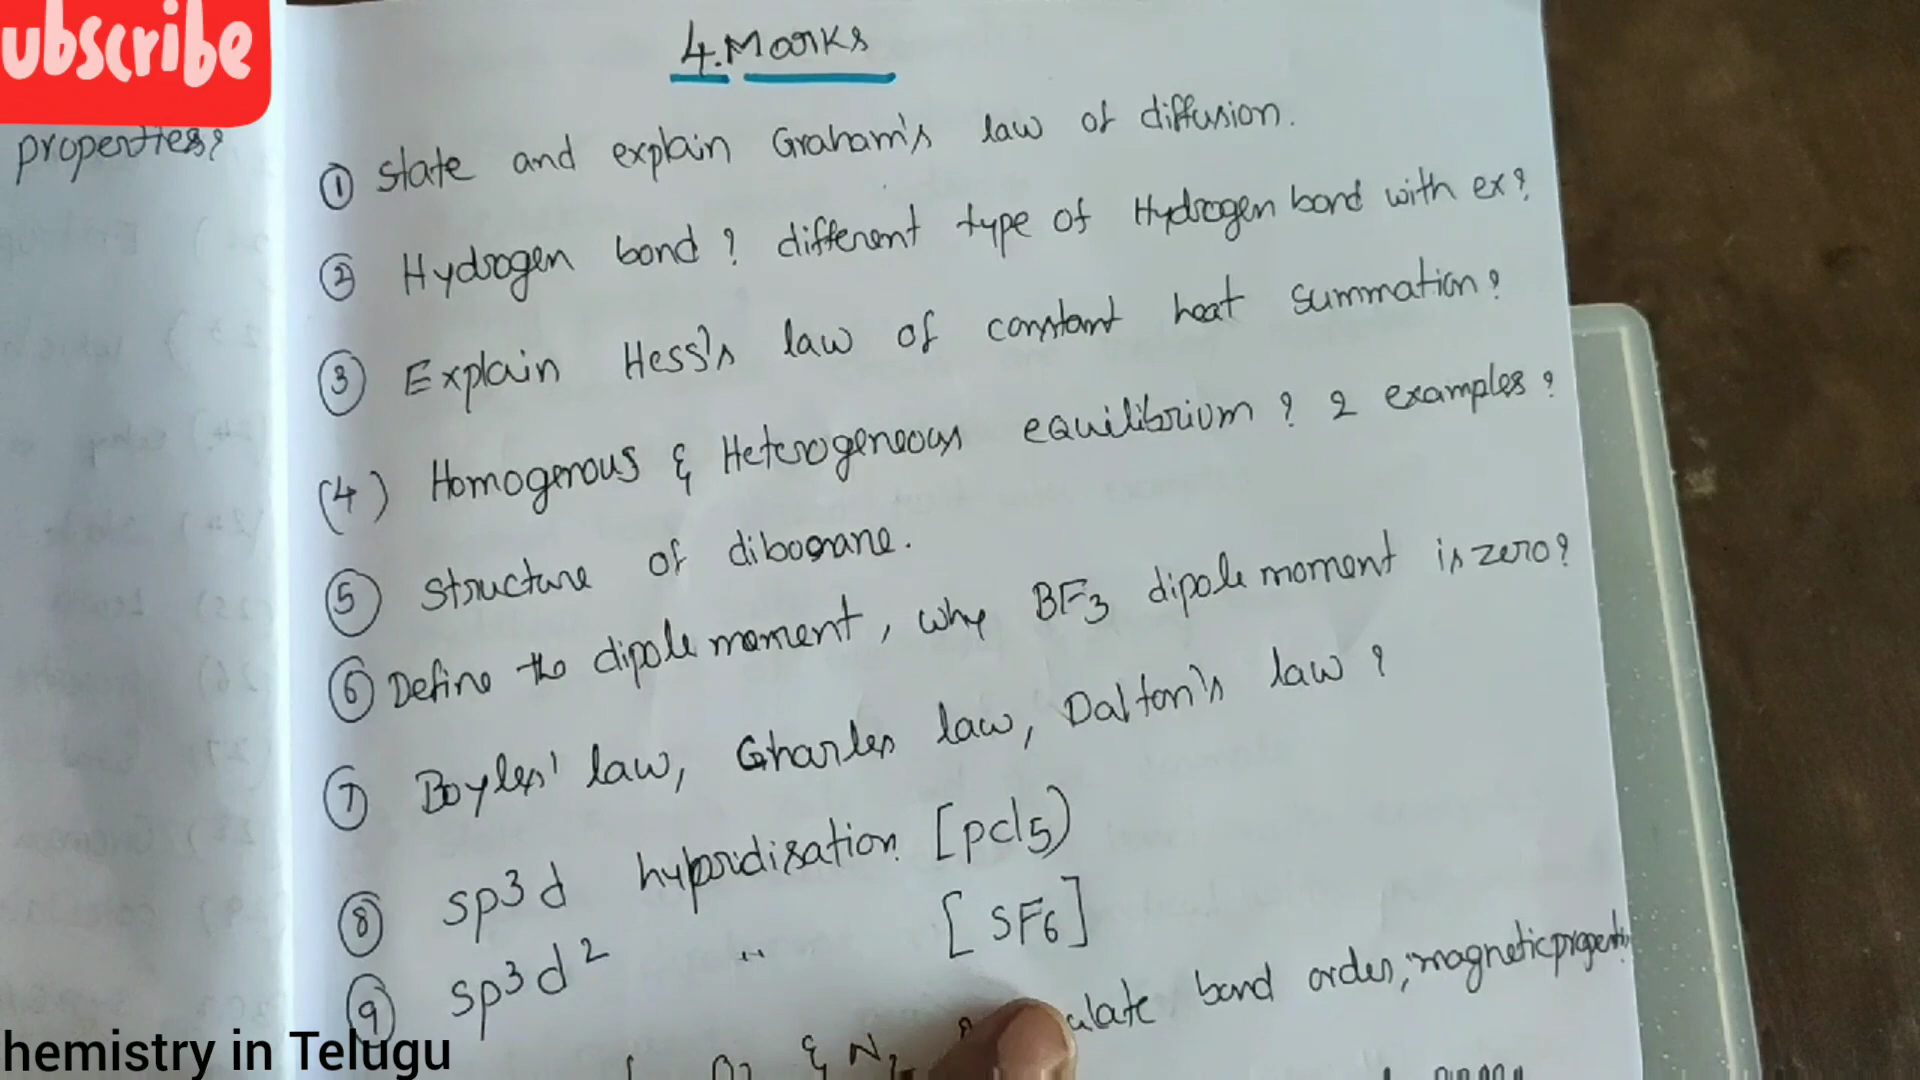 ubscribe
4. Marks
properties?
① state and explain Graham's law of diffusion.
② Hydrogen bond? different type of Hydrogen bond with ex?
③ Explain Hess's law of constant heat summation?
(4) Homogenous & Heterogeneous equilibrium? 2 examples?
⑤ structure of diborane.
⑥ Define the dipole moment, why BF3 dipole moment is zero?
⑦ Boyles' law, Charles law, Dalton's law?
⑧ sp3d hybridisation [pcl5)
⑨ sp3d2 " [SF6]
& N2 ulate bond order, magnetic properti
hemistry in Telugu